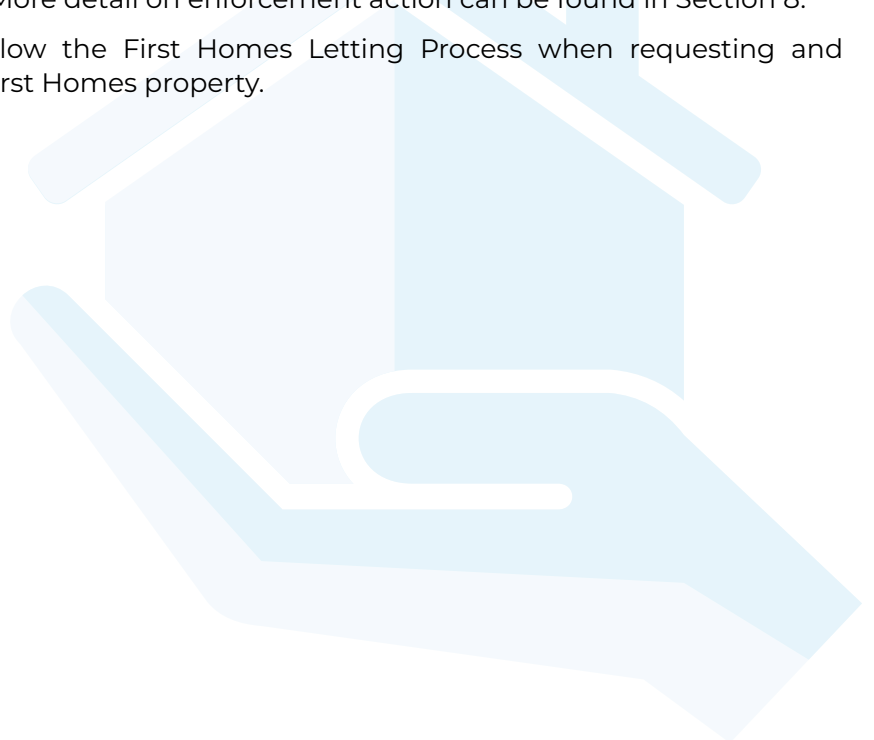 More detail on enforcement action can be found in Section 8.
low the First Homes Letting Process when requesting and
rst Homes property.